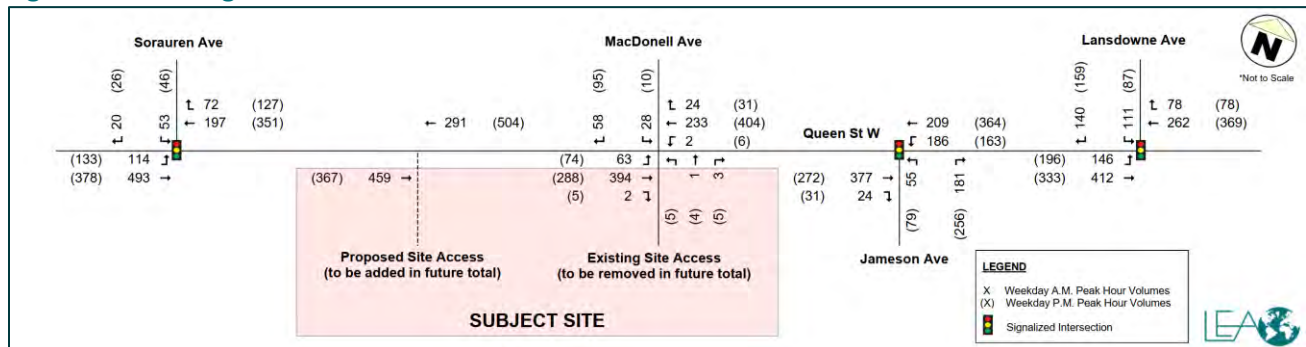 Sorauren Ave
MacDonell Ave
Lansdowne Ave
N
*Not to Scale
(26)
(46)
20
53
72 (127)
197 (351)
(133) 114
(378) 493
291 (504)
(367) 459
(95)
(10)
58
28
24 (31)
233 (404)
2 (6)
(74) 63
(288) 394
(5) 2
1
3
(5)
(4)
(5)
Queen St W
209 (364)
186 (163)
(272) 377
(31) 24
55
181
(79)
(256)
(159)
(87)
140
111
78 (78)
262 (369)
(196) 146
(333) 412
Proposed Site Access
(to be added in future total)
Existing Site Access
(to be removed in future total)
Jameson Ave
SUBJECT SITE
LEGEND
X Weekday A.M. Peak Hour Volumes
(X) Weekday P.M. Peak Hour Volumes
Signalized Intersection
LEA